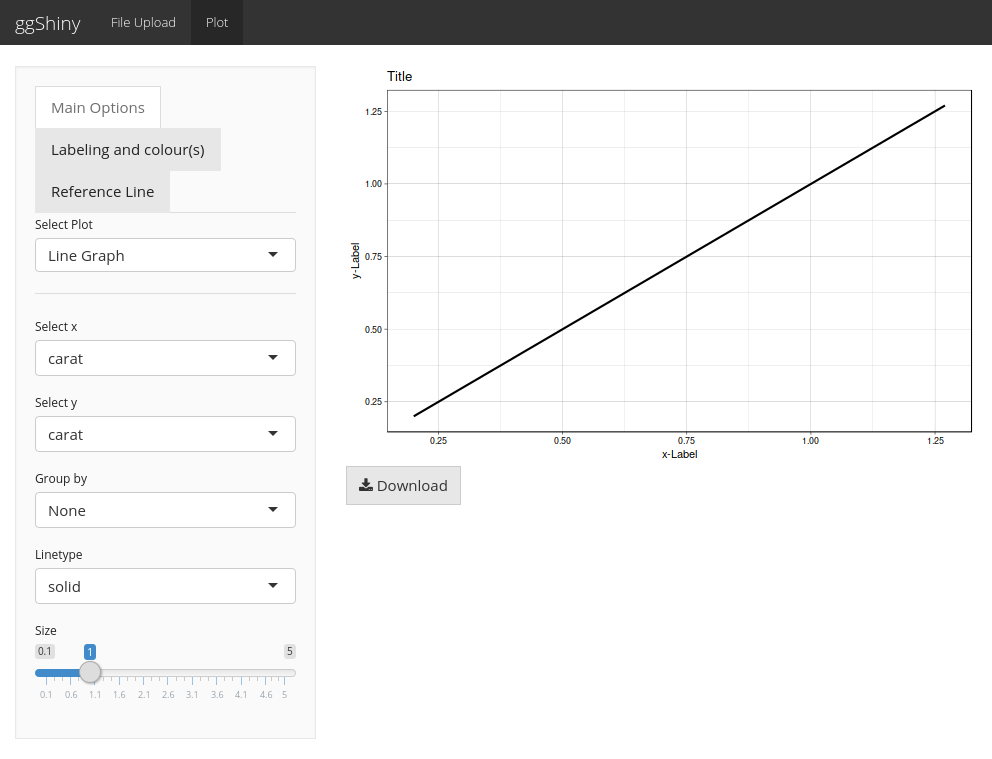 ggShiny File Upload Plot
Main Options
Labeling and colour(s)
Reference Line
Select Plot
Line Graph
Select x
carat
Select y
carat
Group by
None
Linetype
solid
Size
0.1 1 5
0.1 0.6 1.1 1.6 2.1 2.6 3.1 3.6 4.1 4.6 5
Title
1.25
1.00
0.75
0.50
0.25
y-Label
0.25 0.50 0.75 1.00 1.25
x-Label
Download